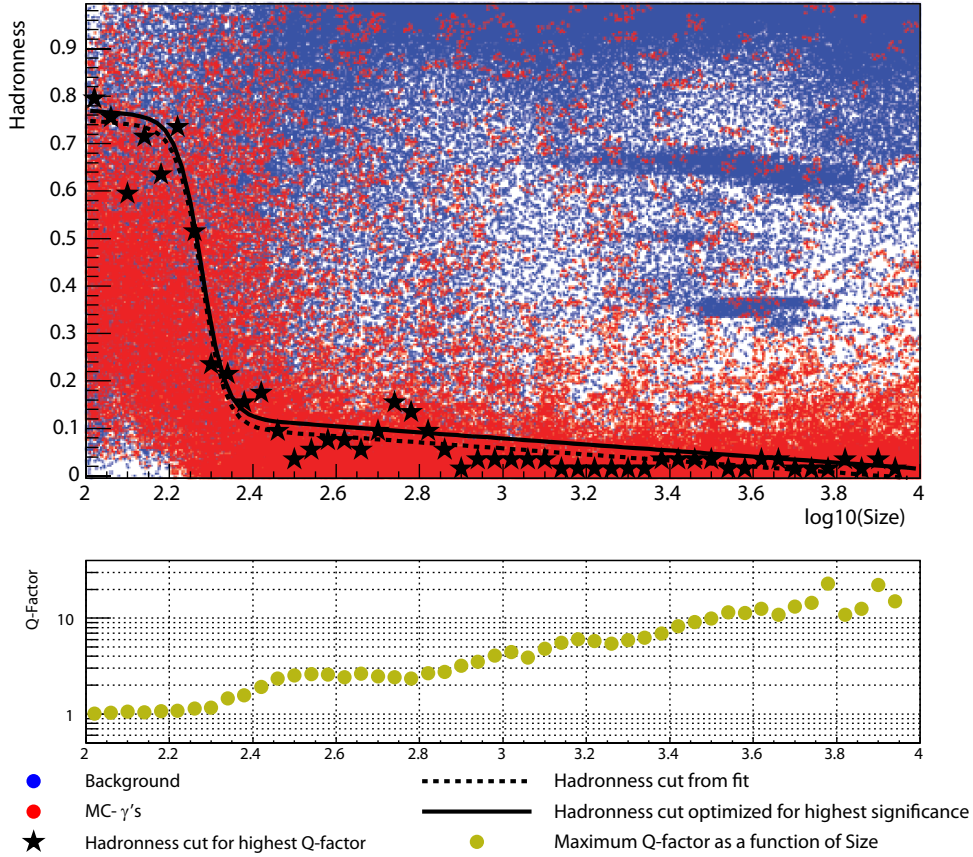 Hadronness
0.9
0.8
0.7
0.6
0.5
0.4
0.3
0.2
0.1
0
2 2.2 2.4 2.6 2.8 3 3.2 3.4 3.6 3.8 4
log10(Size)
Q-Factor
10
1
2 2.2 2.4 2.6 2.8 3 3.2 3.4 3.6 3.8 4
Background
Hadronness cut from fit
MC- γ's
Hadronness cut optimized for highest significance
Hadronness cut for highest Q-factor
Maximum Q-factor as a function of Size